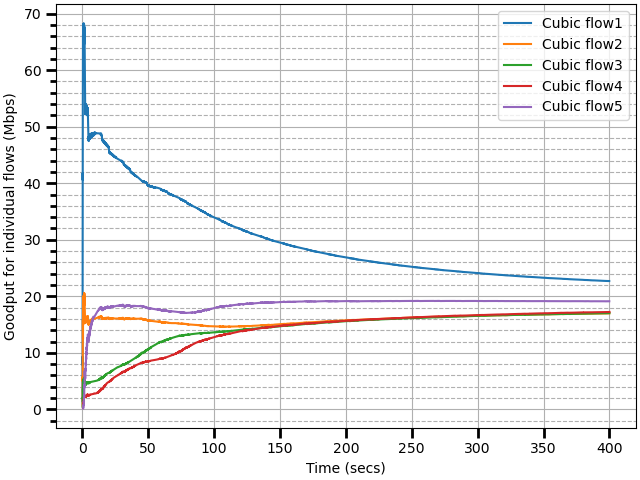 70
60
50
40
30
20
10
0
Goodput for individual flows (Mbps)
Cubic flow1
Cubic flow2
Cubic flow3
Cubic flow4
Cubic flow5
0 50 100 150 200 250 300 350 400
Time (secs)